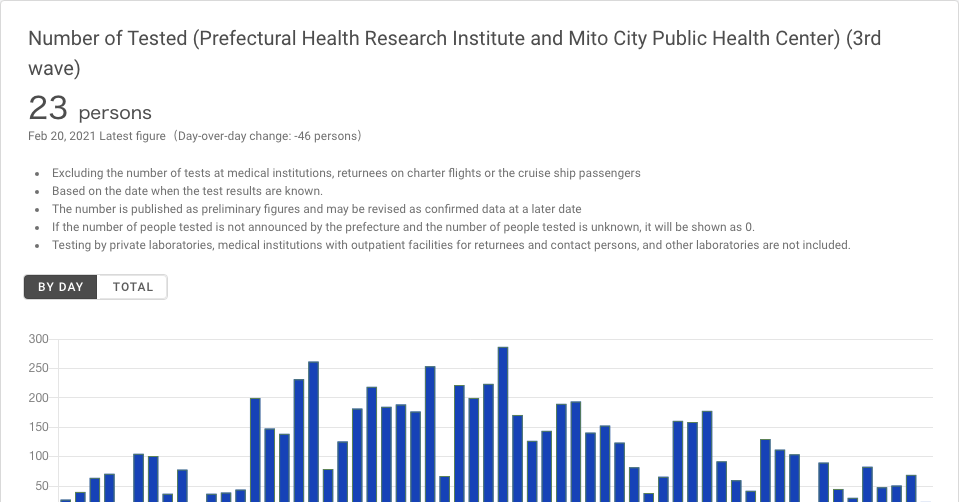 Number of Tested (Prefectural Health Research Institute and Mito City Public Health Center) (3rd
wave)
23 persons
Feb 20, 2021 Latest figure（Day-over-day change: -46 persons）
• Excluding the number of tests at medical institutions, returnees on charter flights or the cruise ship passengers
• Based on the date when the test results are known.
• The number is published as preliminary figures and may be revised as confirmed data at a later date
• If the number of people tested is not announced by the prefecture and the number of people tested is unknown, it will be shown as 0.
• Testing by private laboratories, medical institutions with outpatient facilities for returnees and contact persons, and other laboratories are not included.
BY DAY TOTAL
300
250
200
150
100
50